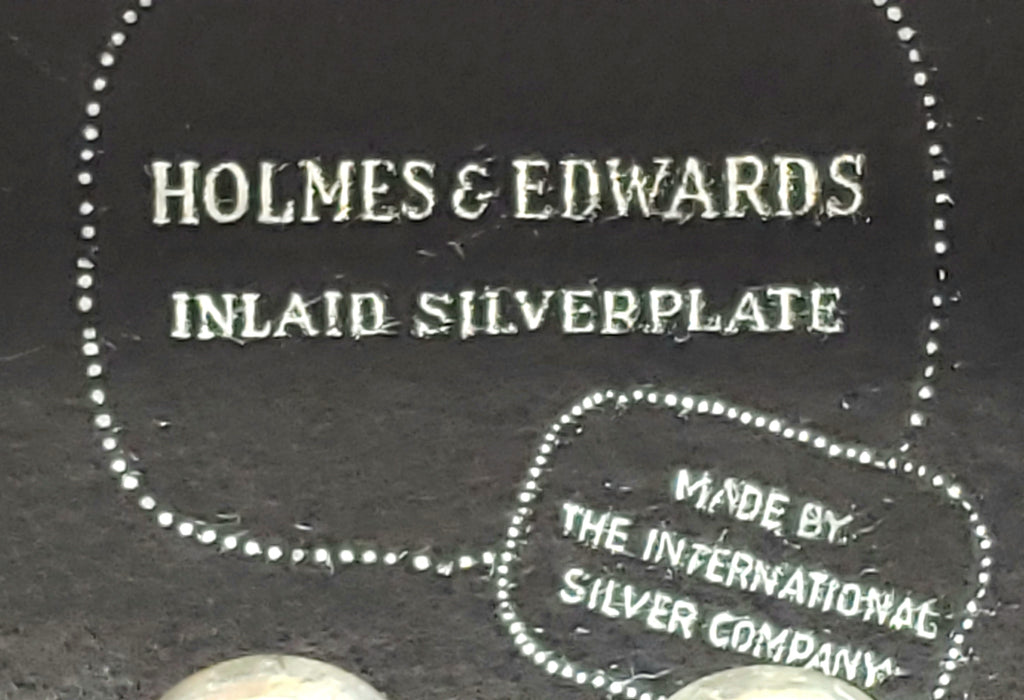 HOLMES & EDWARDS
INLAID SILVERPLATE
MADE BY
THE INTERNATIONAL
SILVER COMPANY